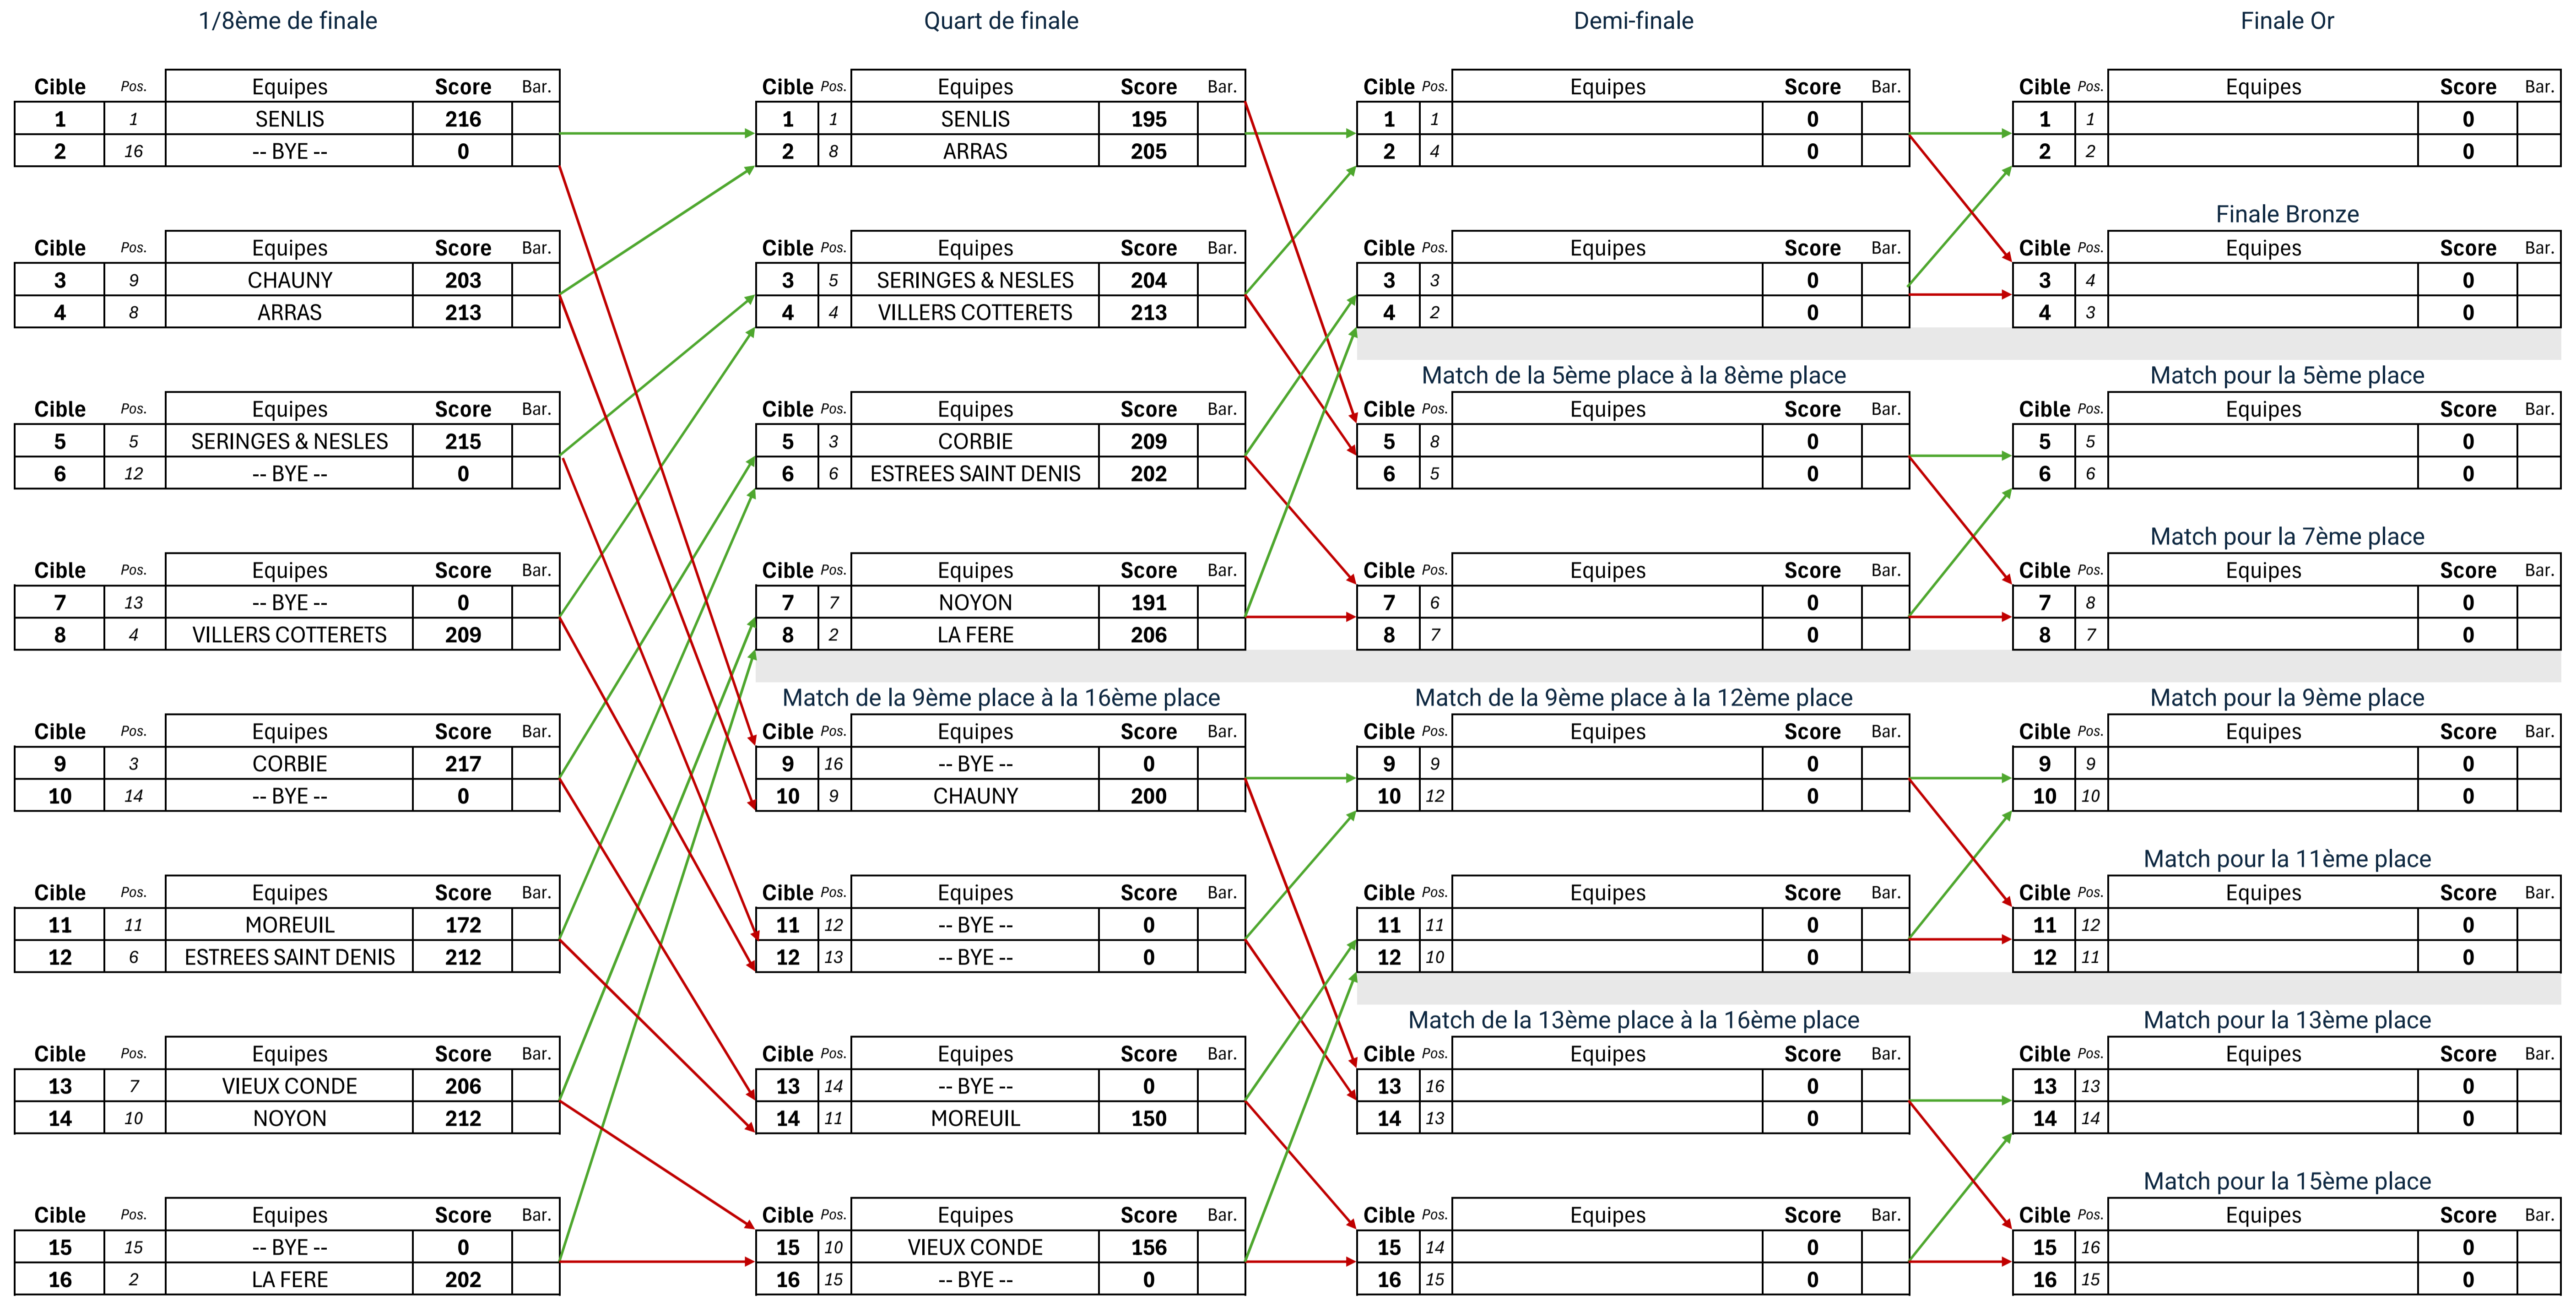 1/8ème de finale Quart de finale Demi-finale Finale Or
Cible Pos. Equipes Score Bar. Cible Pos. Equipes Score Bar. Cible Pos. Equipes Score Bar. Cible Pos. Equipes Score Bar.
1 1 SENLIS 216 1 1 SENLIS 195 1 1 0 1 1 0
2 16 -- BYE -- 0 2 8 ARRAS 205 2 4 0 2 2 0
Finale Bronze
Cible Pos. Equipes Score Bar. Cible Pos. Equipes Score Bar. Cible Pos. Equipes Score Bar. Cible Pos. Equipes Score Bar.
3 9 CHAUNY 203 3 5 SERINGES & NESLES 204 3 3 0 3 4 0
4 8 ARRAS 213 4 4 VILLERS COTTERETS 213 4 2 0 4 3 0
Match de la 5ème place à la 8ème place Match pour la 5ème place
Cible Pos. Equipes Score Bar. Cible Pos. Equipes Score Bar. Cible Pos. Equipes Score Bar. Cible Pos. Equipes Score Bar.
5 5 SERINGES & NESLES 215 5 3 CORBIE 209 5 8 0 5 5 0
6 12 -- BYE -- 0 6 6 ESTREES SAINT DENIS 202 6 5 0 6 6 0
Match pour la 7ème place
Cible Pos. Equipes Score Bar. Cible Pos. Equipes Score Bar. Cible Pos. Equipes Score Bar. Cible Pos. Equipes Score Bar.
7 13 -- BYE -- 0 7 7 NOYON 191 7 6 0 7 8 0
8 4 VILLERS COTTERETS 209 8 2 LA FERE 206 8 7 0 8 7 0
Match de la 9ème place à la 16ème place Match de la 9ème place à la 12ème place Match pour la 9ème place
Cible Pos. Equipes Score Bar. Cible Pos. Equipes Score Bar. Cible Pos. Equipes Score Bar. Cible Pos. Equipes Score Bar.
9 3 CORBIE 217 9 16 -- BYE -- 0 9 9 0 9 9 0
10 14 -- BYE -- 0 10 9 CHAUNY 200 10 12 0 10 10 0
Match pour la 11ème place
Cible Pos. Equipes Score Bar. Cible Pos. Equipes Score Bar. Cible Pos. Equipes Score Bar. Cible Pos. Equipes Score Bar.
11 11 MOREUIL 172 11 12 -- BYE -- 0 11 11 0 11 12 0
12 6 ESTREES SAINT DENIS 212 12 13 -- BYE -- 0 12 10 0 12 11 0
Match de la 13ème place à la 16ème place Match pour la 13ème place
Cible Pos. Equipes Score Bar. Cible Pos. Equipes Score Bar. Cible Pos. Equipes Score Bar. Cible Pos. Equipes Score Bar.
13 7 VIEUX CONDE 206 13 14 -- BYE -- 0 13 16 0 13 13 0
14 10 NOYON 212 14 11 MOREUIL 150 14 13 0 14 14 0
Match pour la 15ème place
Cible Pos. Equipes Score Bar. Cible Pos. Equipes Score Bar. Cible Pos. Equipes Score Bar. Cible Pos. Equipes Score Bar.
15 15 -- BYE -- 0 15 10 VIEUX CONDE 156 15 14 0 15 16 0
16 2 LA FERE 202 16 15 -- BYE -- 0 16 15 0 16 15 0